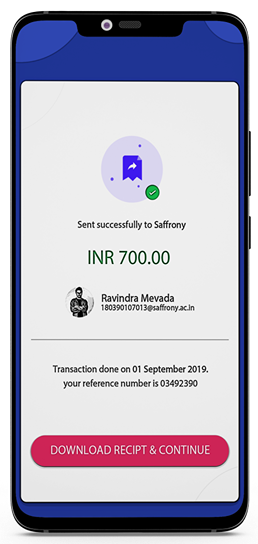 Sent successfully to Saffrony
INR 700.00
Ravindra Mevada
180390107013@saffrony.ac.in
Transaction done on 01 September 2019.
your reference number is 03492390
DOWNLOAD RECIPT & CONTINUE